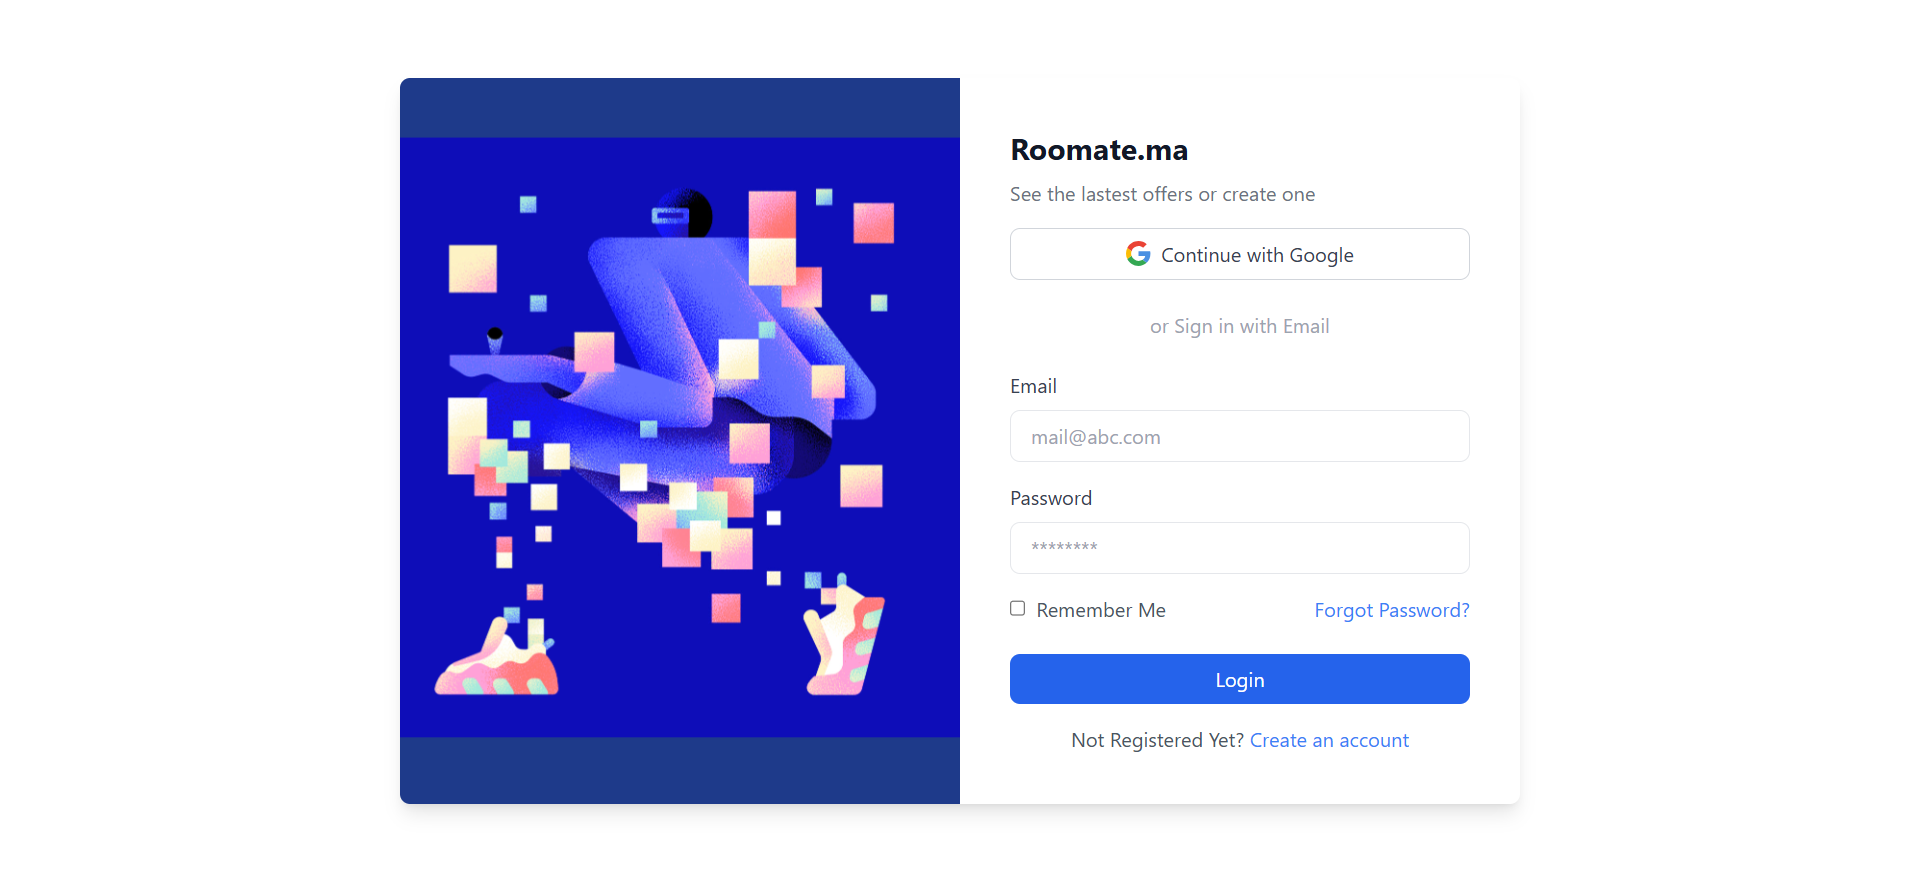 Roomate.ma
See the lastest offers or create one
Continue with Google
or Sign in with Email
Email
mail@abc.com
Password
********
Remember Me Forgot Password?
Login
Not Registered Yet? Create an account